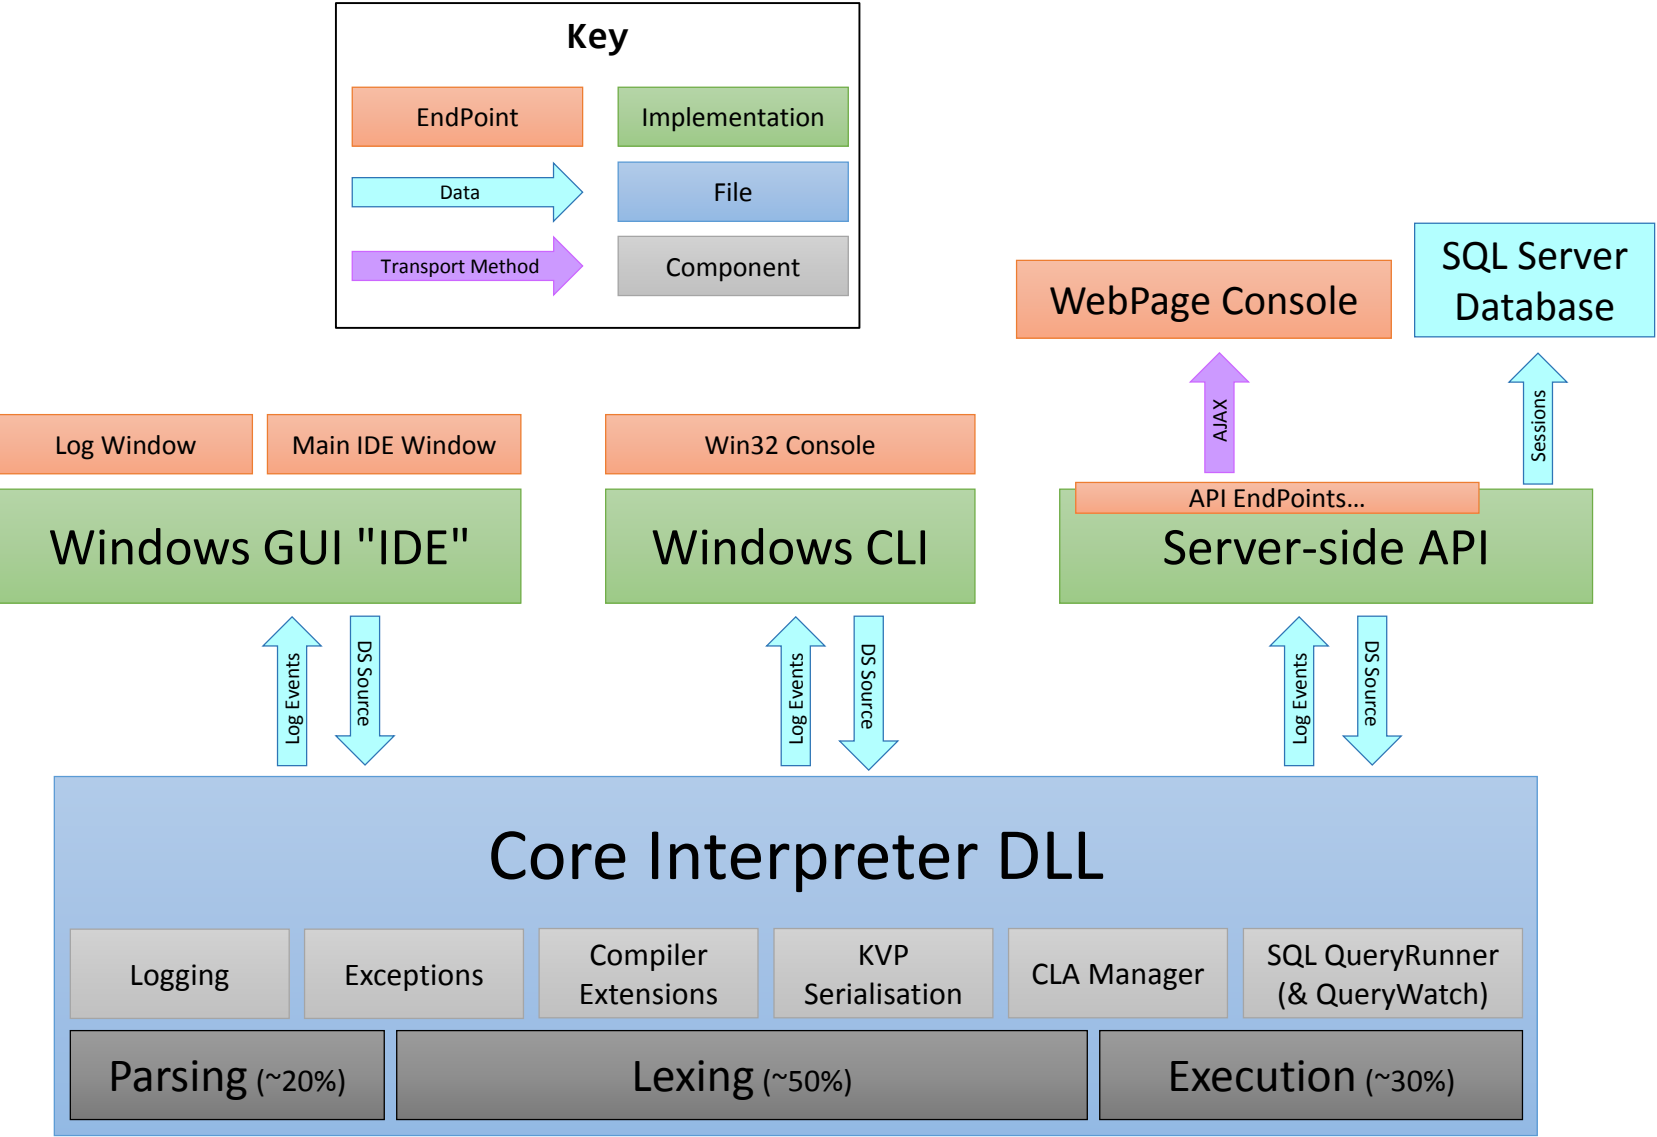 Key
EndPoint
Implementation
Data
File
Transport Method
Component
SQL Server
Database
WebPage Console
AJAX
Sessions
Log Window
Main IDE Window
Win32 Console
API EndPoints...
Windows GUI "IDE"
Windows CLI
Server-side API
Log Events
DS Source
Log Events
DS Source
Log Events
DS Source
Core Interpreter DLL
Logging
Exceptions
Compiler
Extensions
KVP
Serialisation
CLA Manager
SQL QueryRunner
(& QueryWatch)
Parsing (~20%)
Lexing (~50%)
Execution (~30%)